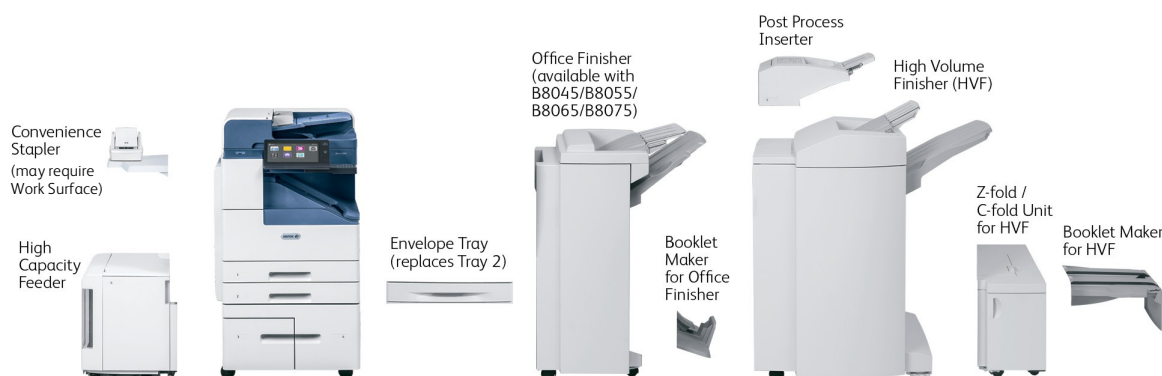 Convenience
Stapler
(may require
Work Surface)
High
Capacity
Feeder
xerox
Envelope Tray
(replaces Tray 2)
Office Finisher
(available with
B8045/B8055/
B8065/B8075)
Booklet
Maker
for Office
Finisher
Post Process
Inserter
High Volume
Finisher (HVF)
Z-fold /
C-fold Unit
for HVF
Booklet Maker
for HVF